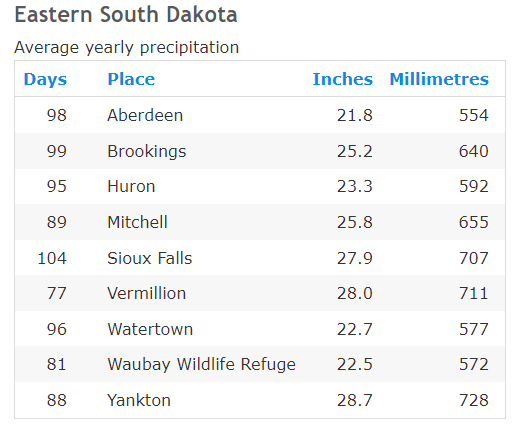 Eastern South Dakota
Average yearly precipitation
Days Place Inches Millimetres
98 Aberdeen 21.8 554
99 Brookings 25.2 640
95 Huron 23.3 592
89 Mitchell 25.8 655
104 Sioux Falls 27.9 707
77 Vermillion 28.0 711
96 Watertown 22.7 577
81 Waubay Wildlife Refuge 22.5 572
88 Yankton 28.7 728